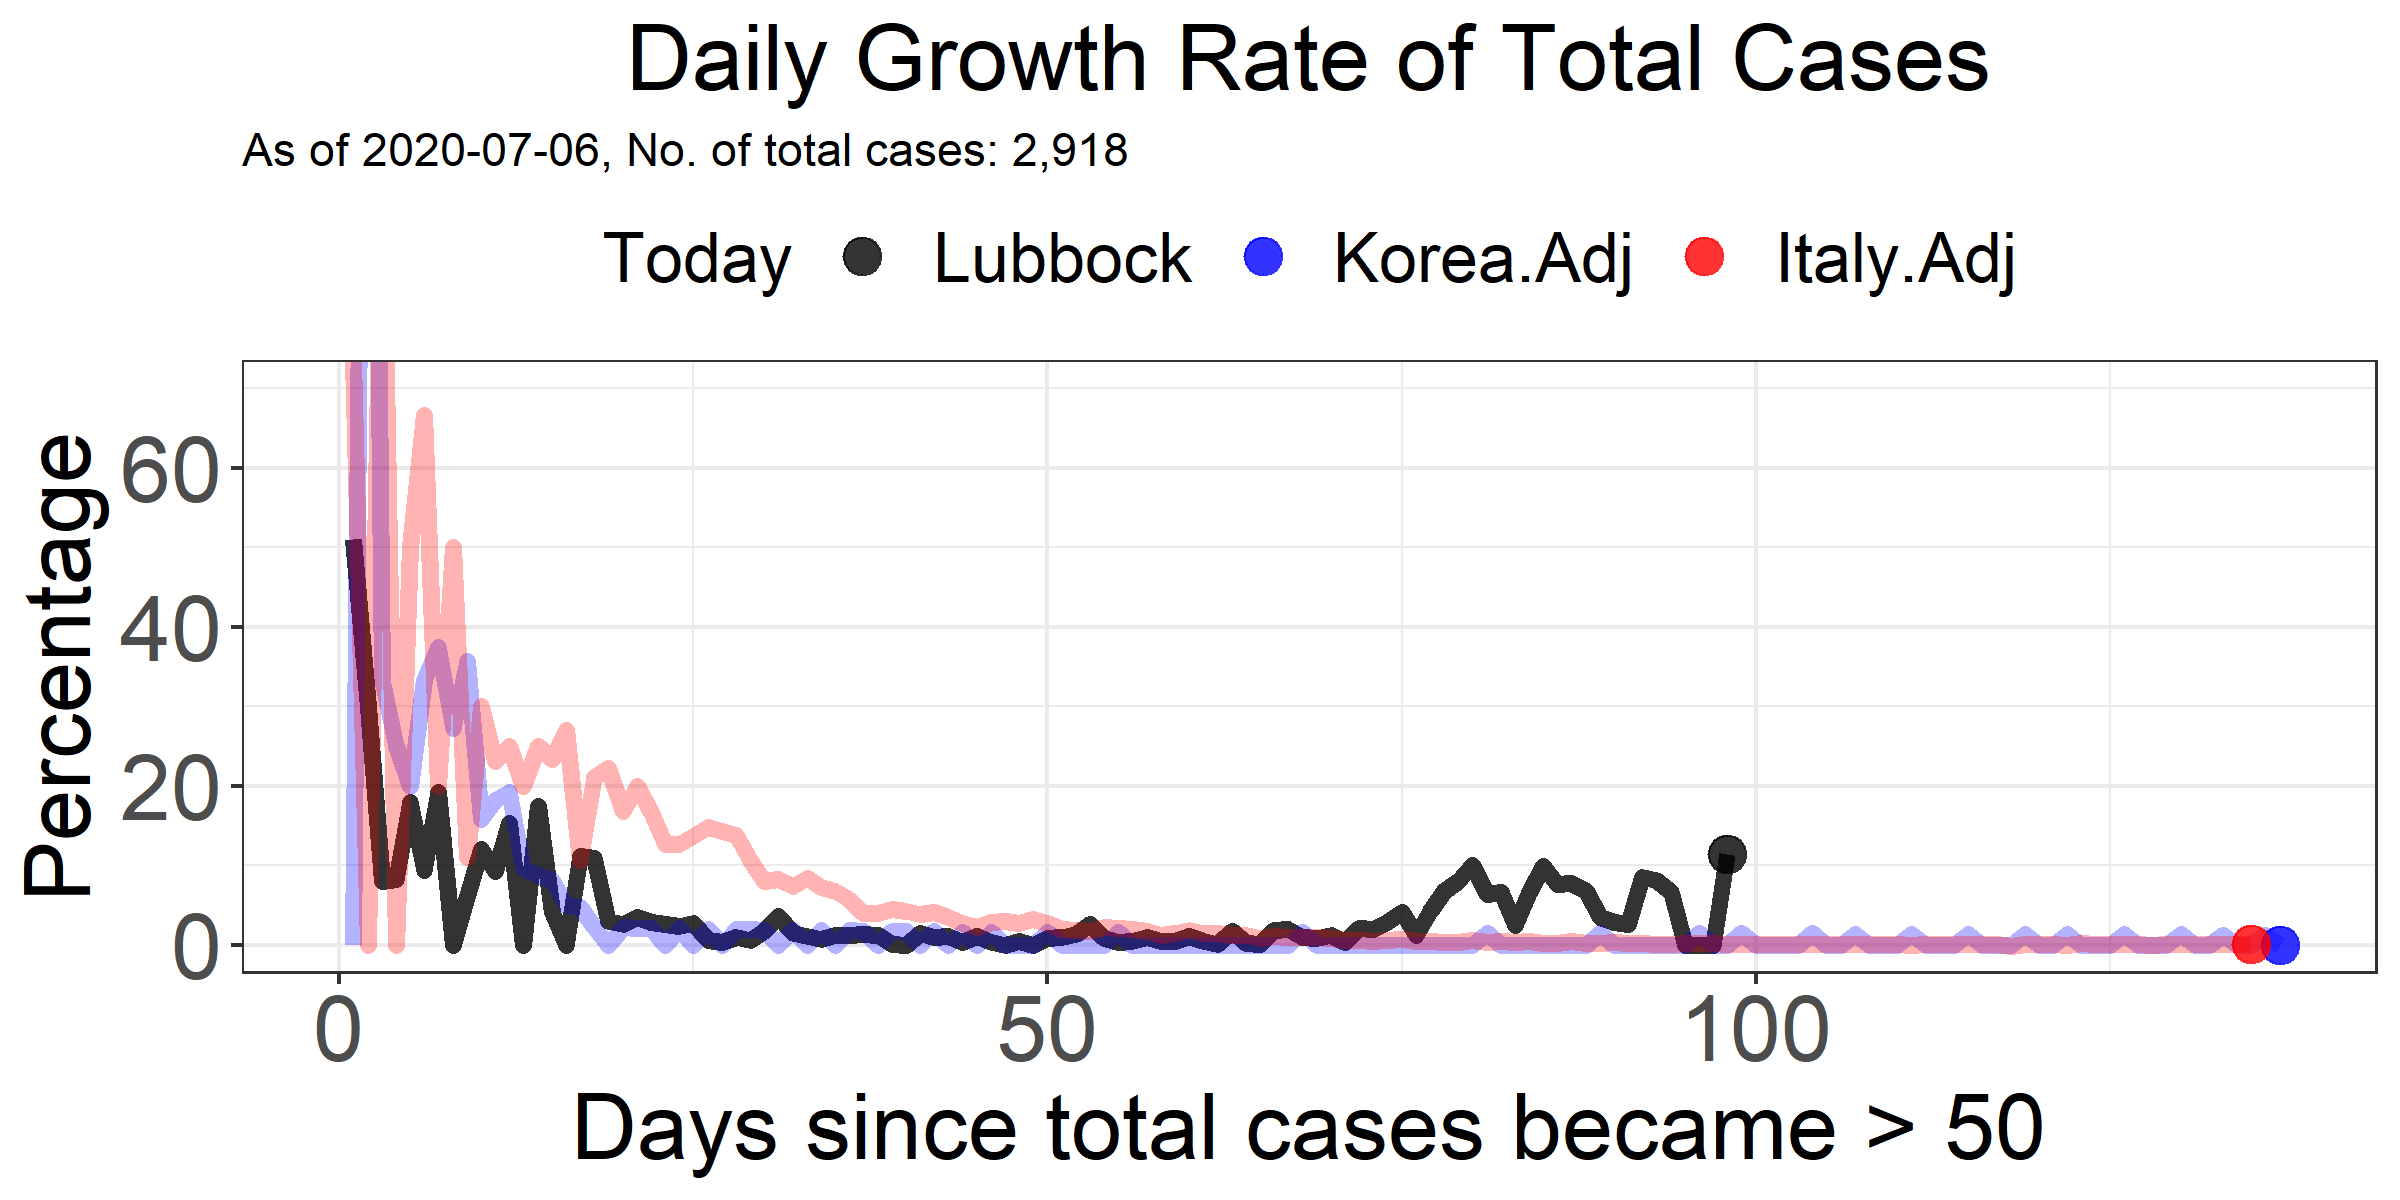 Daily Growth Rate of Total Cases
As of 2020-07-06, No. of total cases: 2,918
Today Lubbock Korea.Adj Italy.Adj
Percentage
60
40
20
0
0 50 100
Days since total cases became > 50